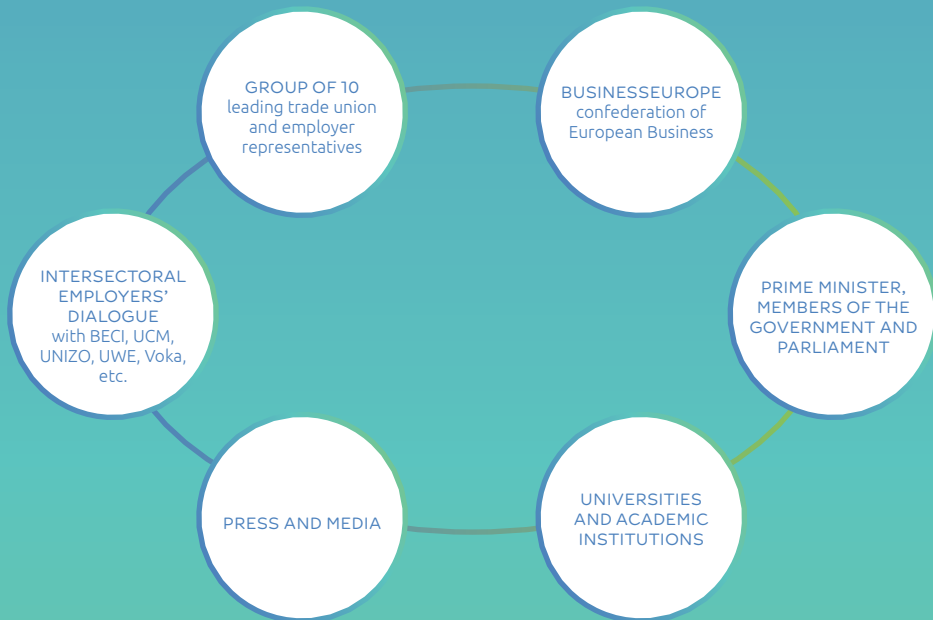 GROUP OF 10
leading trade union
and employer
representatives
BUSINESSEUROPE
confederation of
European Business
INTERSECTORAL
EMPLOYERS’
DIALOGUE
with BECI, UCM,
UNIZO, UWE, Voka,
etc.
PRIME MINISTER,
MEMBERS OF THE
GOVERNMENT AND
PARLIAMENT
PRESS AND MEDIA
UNIVERSITIES
AND ACADEMIC
INSTITUTIONS